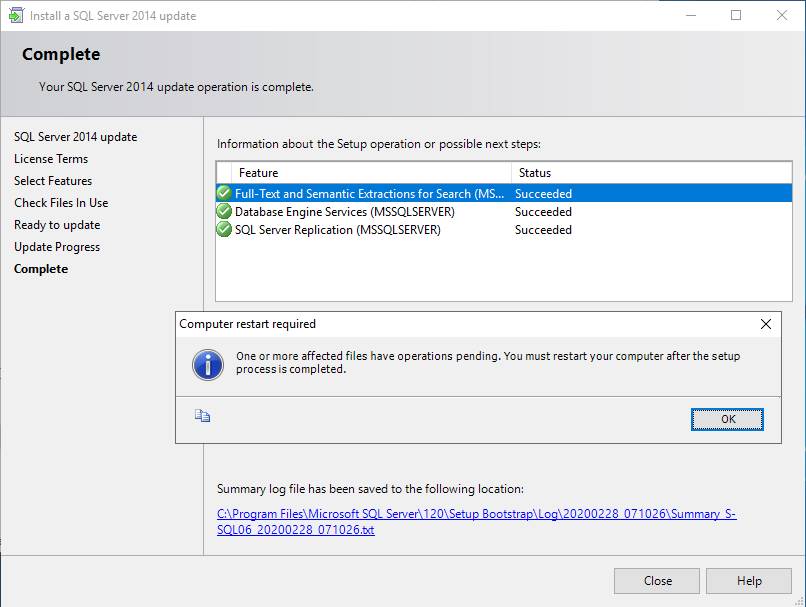 Install a SQL Server 2014 update
Complete
Your SQL Server 2014 update operation is complete.
SQL Server 2014 update
License Terms
Select Features
Check Files In Use
Ready to update
Update Progress
Complete
Information about the Setup operation or possible next steps:
Feature Status
Full-Text and Semantic Extractions for Search (MS... Succeeded
Database Engine Services (MSSQLSERVER) Succeeded
SQL Server Replication (MSSQLSERVER) Succeeded
Computer restart required
One or more affected files have operations pending. You must restart your computer after the setup
process is completed.
OK
Summary log file has been saved to the following location:
C:\Program Files\Microsoft SQL Server\120\Setup Bootstrap\Log\20200228_071026\Summary_S-
SQL06_20200228_071026.txt
Close Help